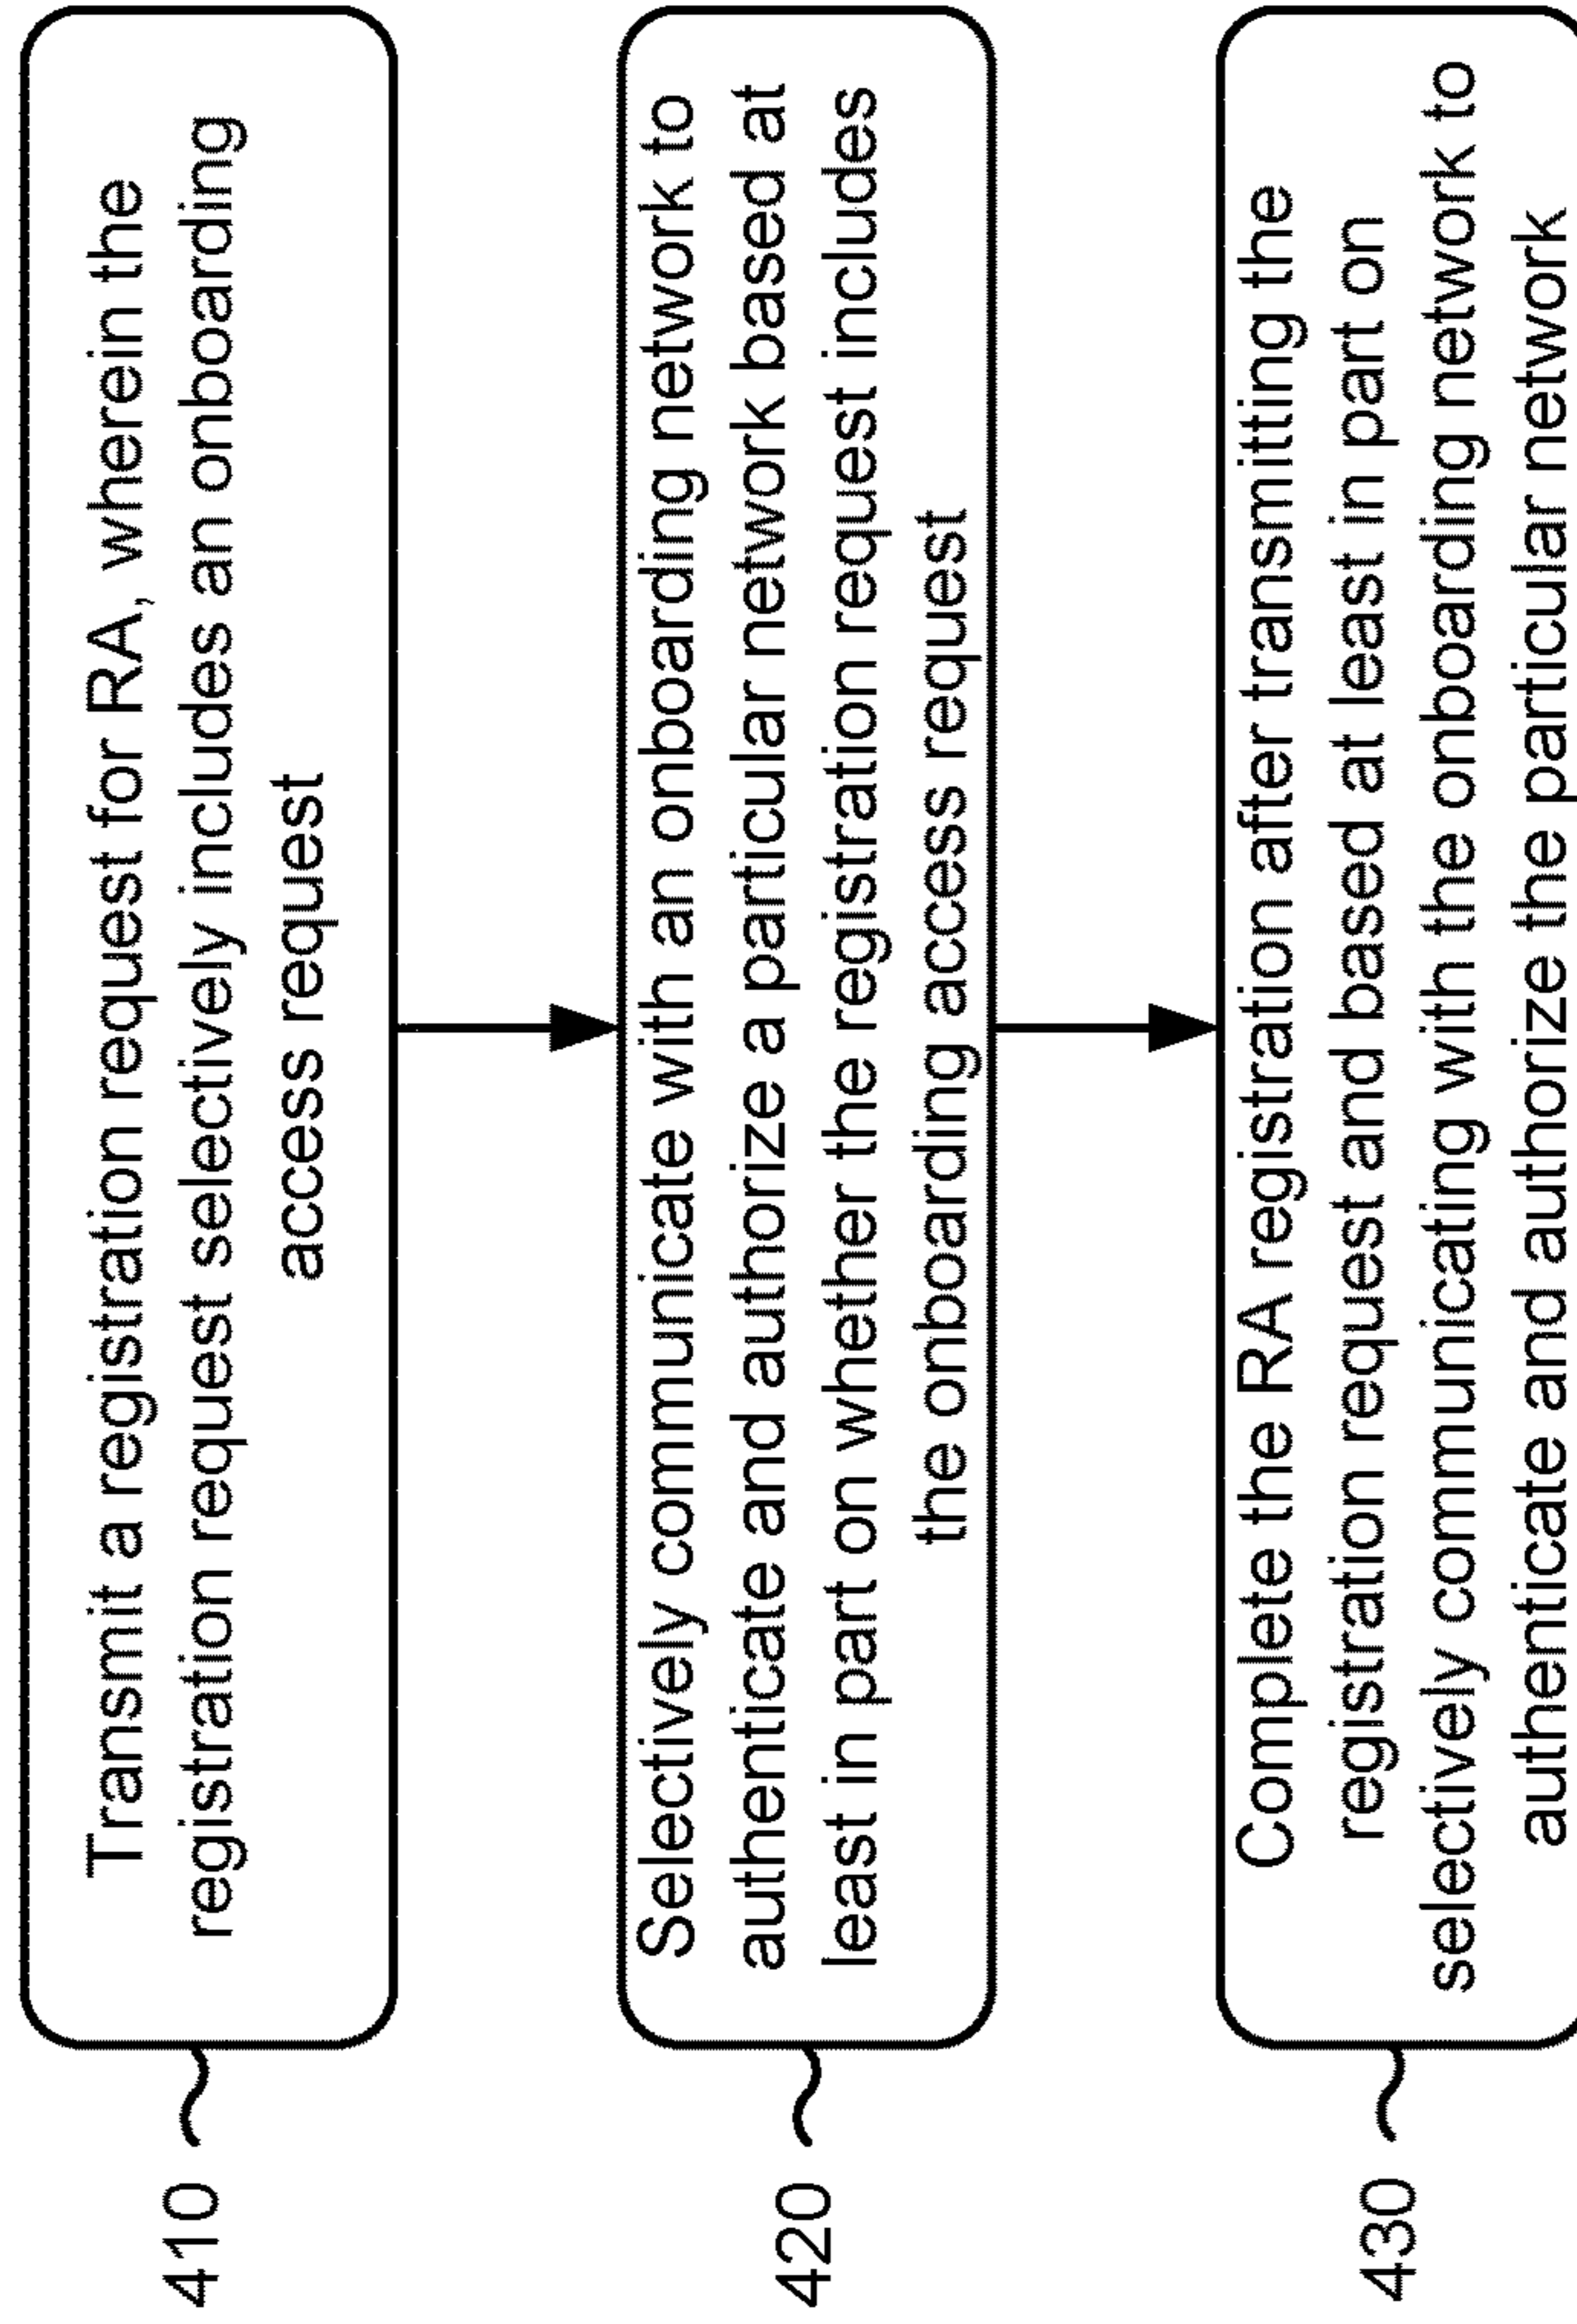 410
Transmit a registration request for RA, wherein the
registration request selectively includes an onboarding
access request
420
Selectively communicate with an onboarding network to
authenticate and authorize a particular network based at
least in part on whether the registration request includes
the onboarding access request
430
Complete the RA registration after transmitting the
registration request and based at least in part on
selectively communicating with the onboarding network to
authenticate and authorize the particular network